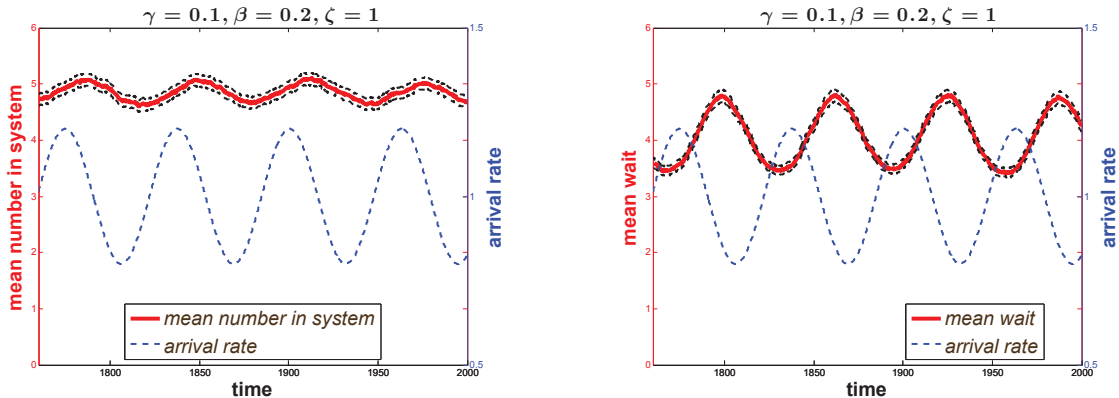 γ = 0.1, β = 0.2, ζ = 1
6
5
4
3
2
1
0
mean number in system
1.5
1
0.5
arrival rate
mean number in system
arrival rate
1800
1850
1900
1950
2000
time
γ = 0.1, β = 0.2, ζ = 1
6
5
4
3
2
1
0
mean wait
1.5
1
0.5
arrival rate
mean wait
arrival rate
1800
1850
1900
1950
2000
time